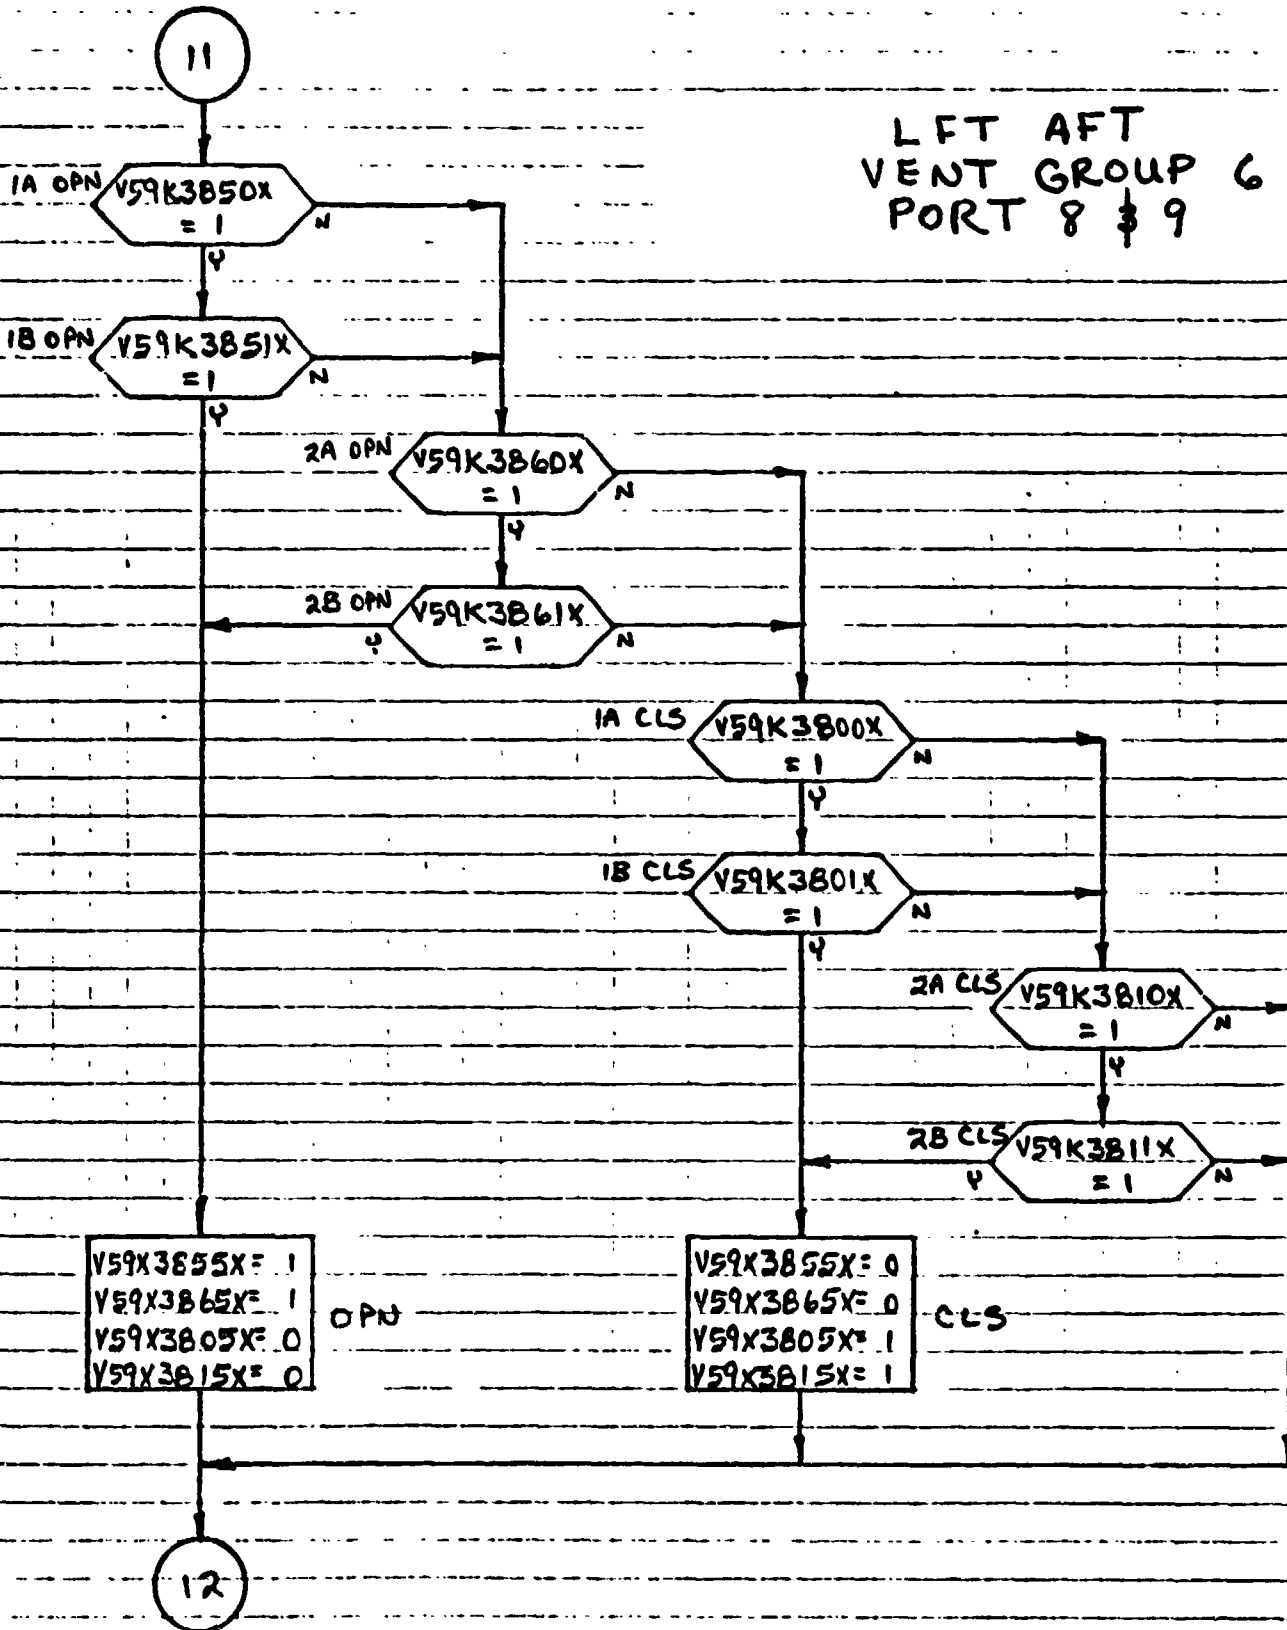 11
LFT AFT
VENT GROUP 6
PORT 8 & 9
1A OPN
V59K3850X
= 1
N
Y
1B OPN
V59K3851X
= 1
N
Y
2A OPN
V59K3860X
= 1
N
Y
2B OPN
V59K3861X
= 1
Y
N
1A CLS
V59K3800X
= 1
N
Y
1B CLS
V59K3801X
= 1
N
Y
2A CLS
V59K3810X
= 1
N
Y
2B CLS
V59K3811X
= 1
Y
N
V59X3855X= 1
V59X3865X= 1
V59X3805X= 0
V59X3815X= 0
OPN
V59X3855X= 0
V59X3865X= 0
V59X3805X= 1
V59X3815X= 1
CLS
12